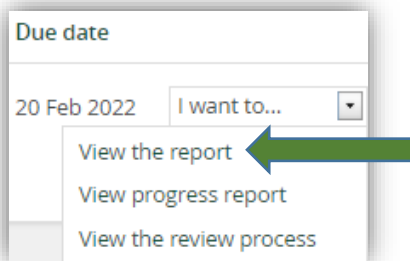 Due date
20 Feb 2022 I want to...
View the report
View progress report
View the review process